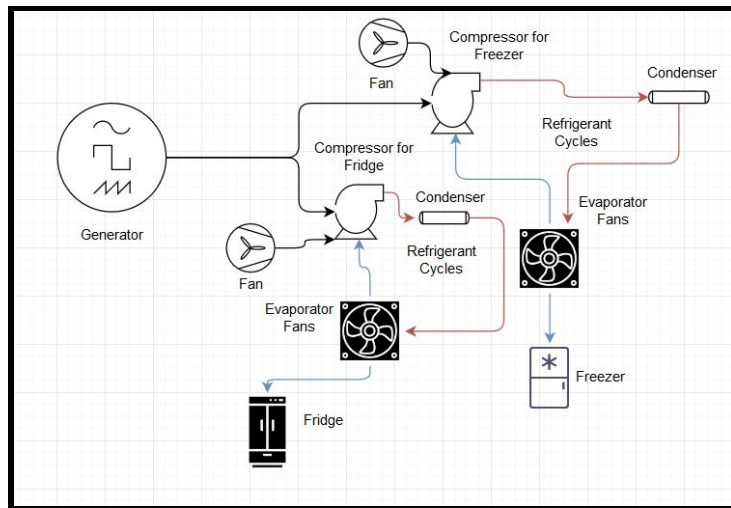 Compressor for
Freezer
Fan
Condenser
Refrigerant
Cycles
Compressor for
Fridge
Condenser
Evaporator
Fans
Generator
Refrigerant
Cycles
Fan
Evaporator
Fans
Freezer
Fridge